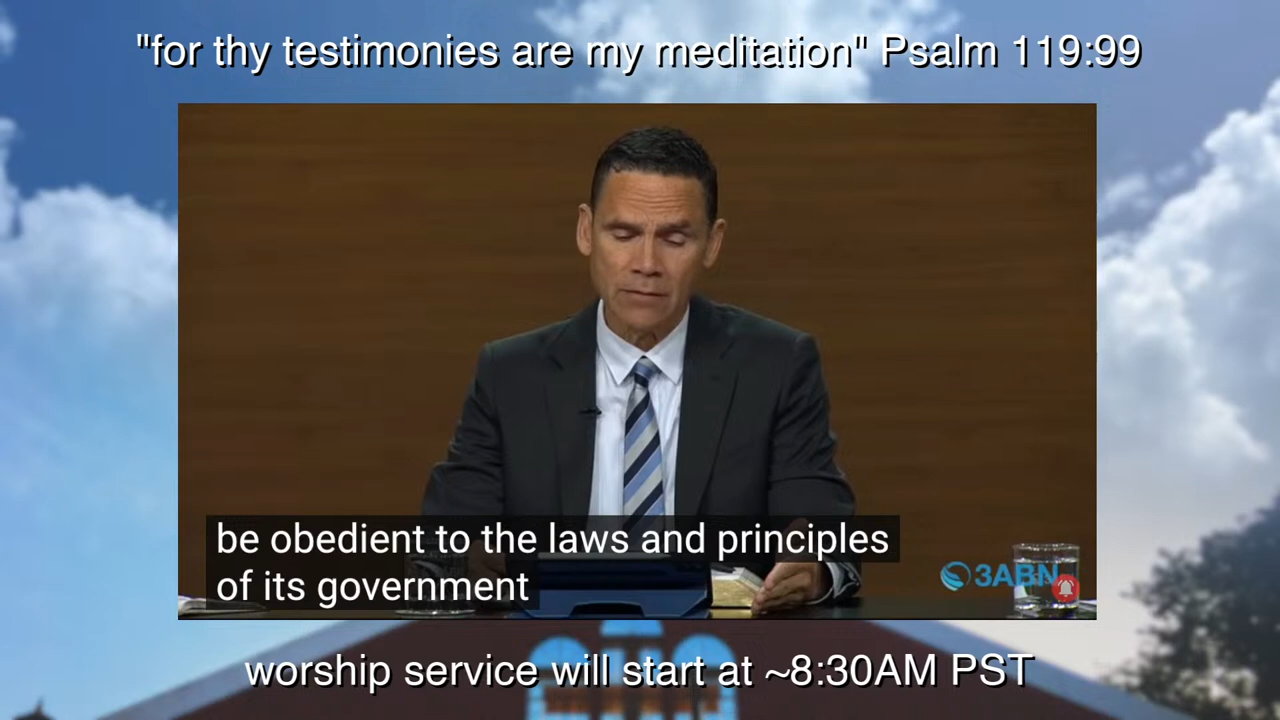 "for thy testimonies are my meditation" Psalm 119:99
be obedient to the laws and principles
of its government
3ABN
worship service will start at ~8:30AM PST